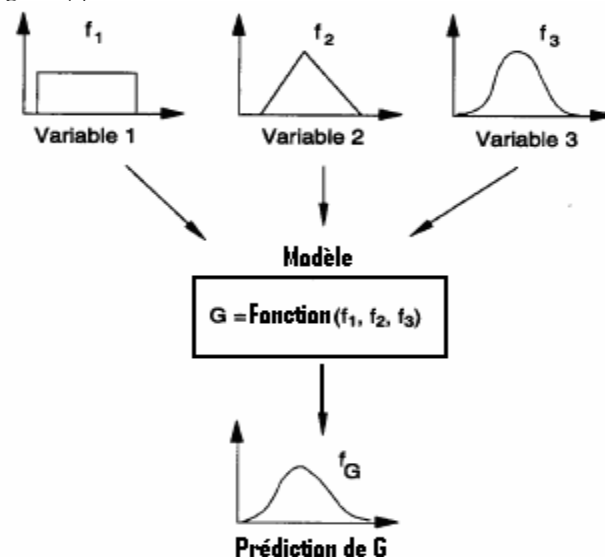 f1 f2 f3
Variable 1 Variable 2 Variable 3
Modèle
G = Fonction (f1, f2, f3)
fG
Prédiction de G